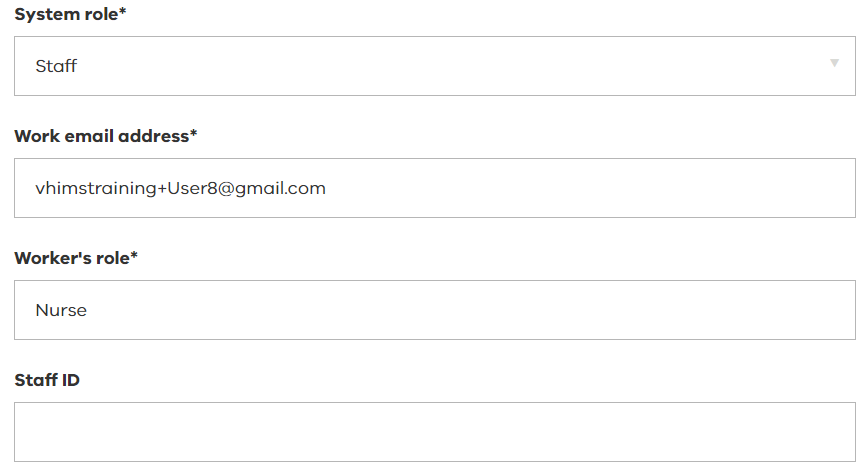 System role*
Staff
Work email address*
vhimstraining+User8@gmail.com
Worker's role*
Nurse
Staff ID